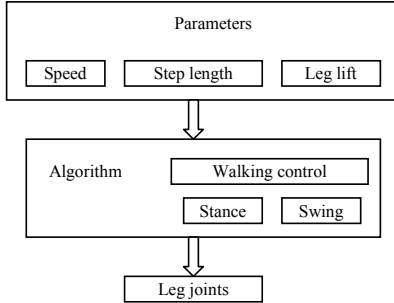 Parameters
Speed
Step length
Leg lift
Algorithm
Walking control
Stance
Swing
Leg joints